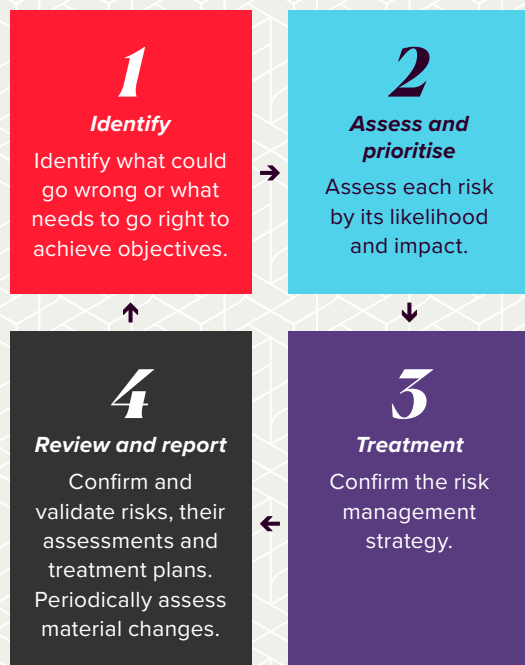 1
Identify
Identify what could
go wrong or what
needs to go right to
achieve objectives.
2
Assess and
prioritise
Assess each risk
by its likelihood
and impact.
3
Treatment
Confirm the risk
management
strategy.
4
Review and report
Confirm and
validate risks, their
assessments and
treatment plans.
Periodically assess
material changes.